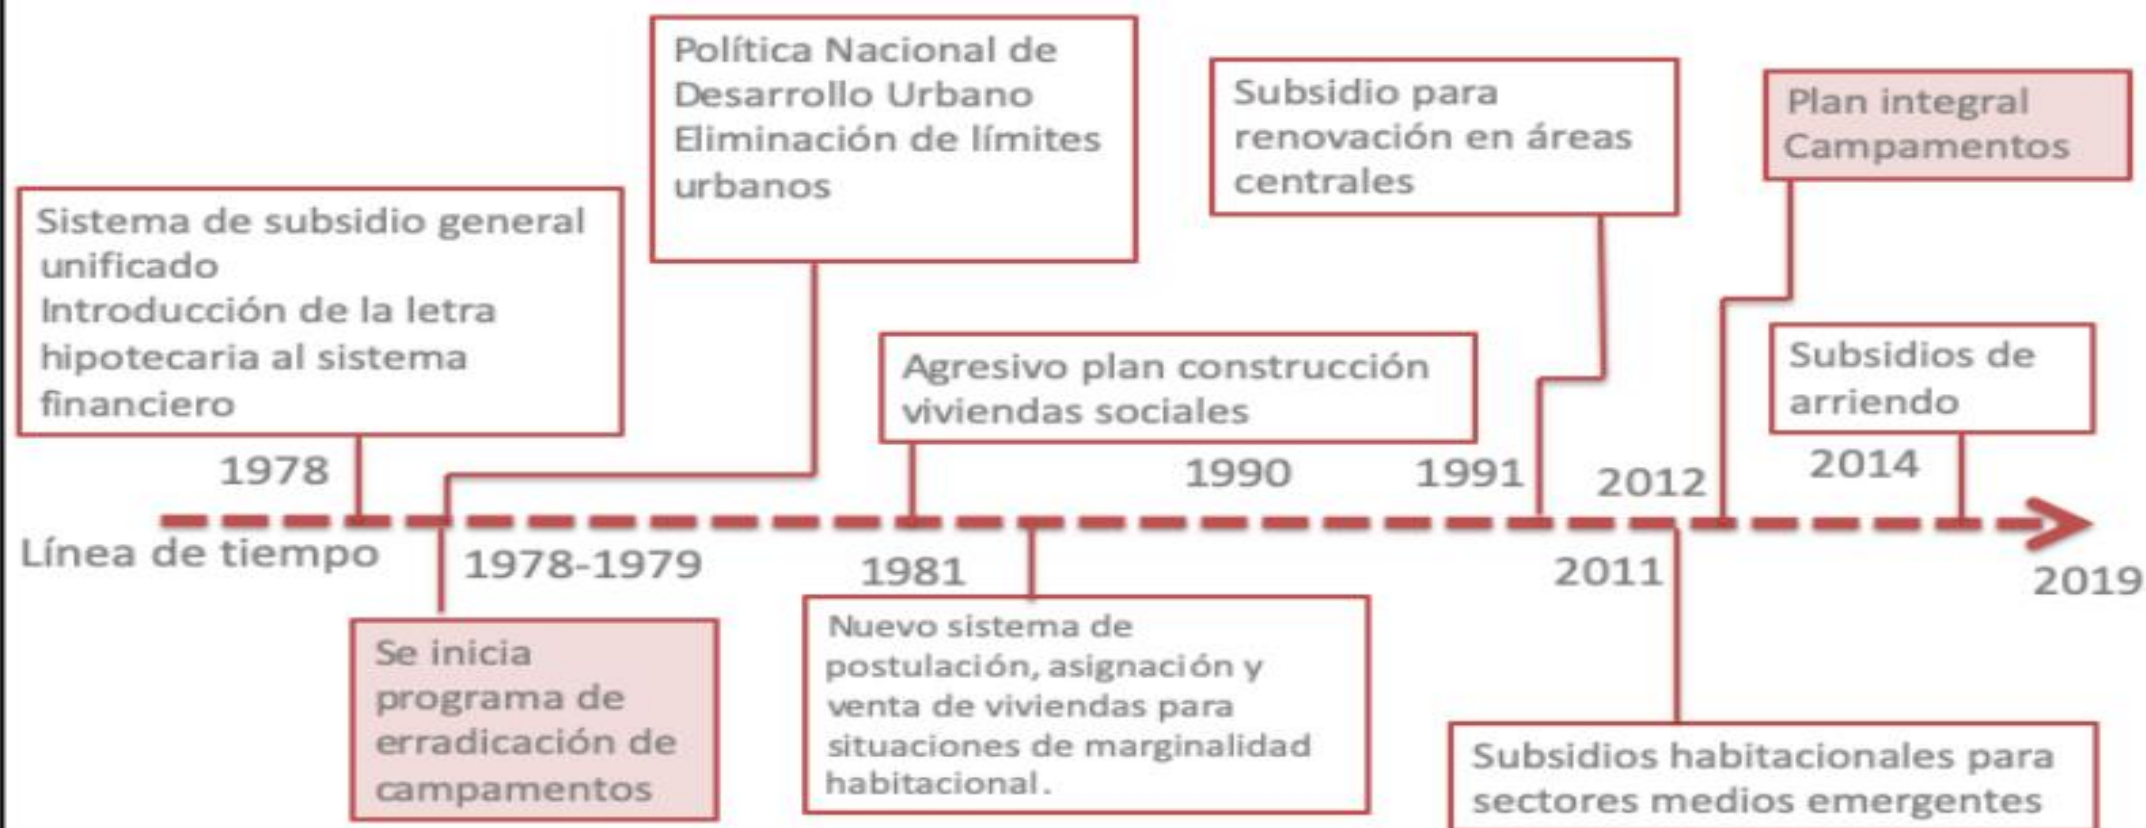 Política Nacional de
Desarrollo Urbano
Eliminación de límites
urbanos
Subsidio para
renovación en áreas
centrales
Plan integral
Campamentos
Sistema de subsidio general
unificado
Introducción de la letra
hipotecaria al sistema
financiero
Agresivo plan construcción
viviendas sociales
Subsidios de
arriendo
1978
1990
1991
2012
2014
Línea de tiempo
1978-1979
1981
2011
2019
Se inicia
programa de
erradicación de
campamentos
Nuevo sistema de
postulación, asignación y
venta de viviendas para
situaciones de marginalidad
habitacional.
Subsidios habitacionales para
sectores medios emergentes